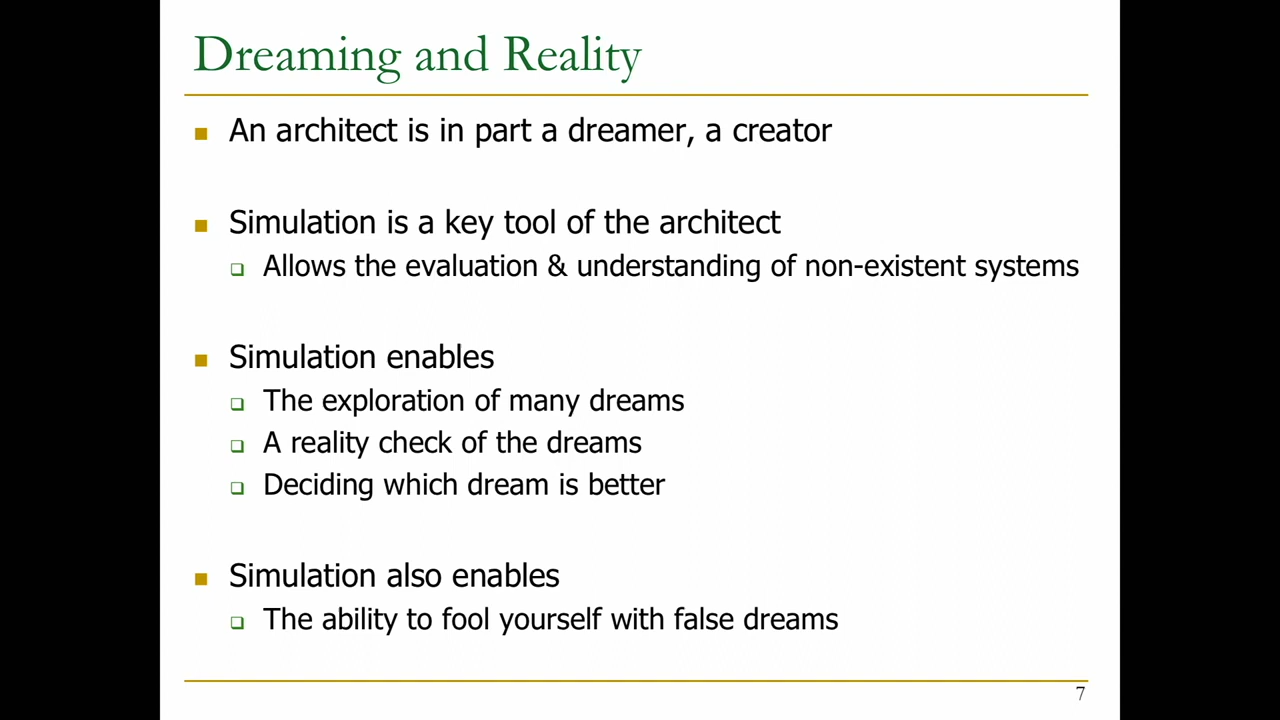 Dreaming and Reality
An architect is in part a dreamer, a creator
Simulation is a key tool of the architect
Allows the evaluation & understanding of non-existent systems
Simulation enables
The exploration of many dreams
A reality check of the dreams
Deciding which dream is better
Simulation also enables
The ability to fool yourself with false dreams
7